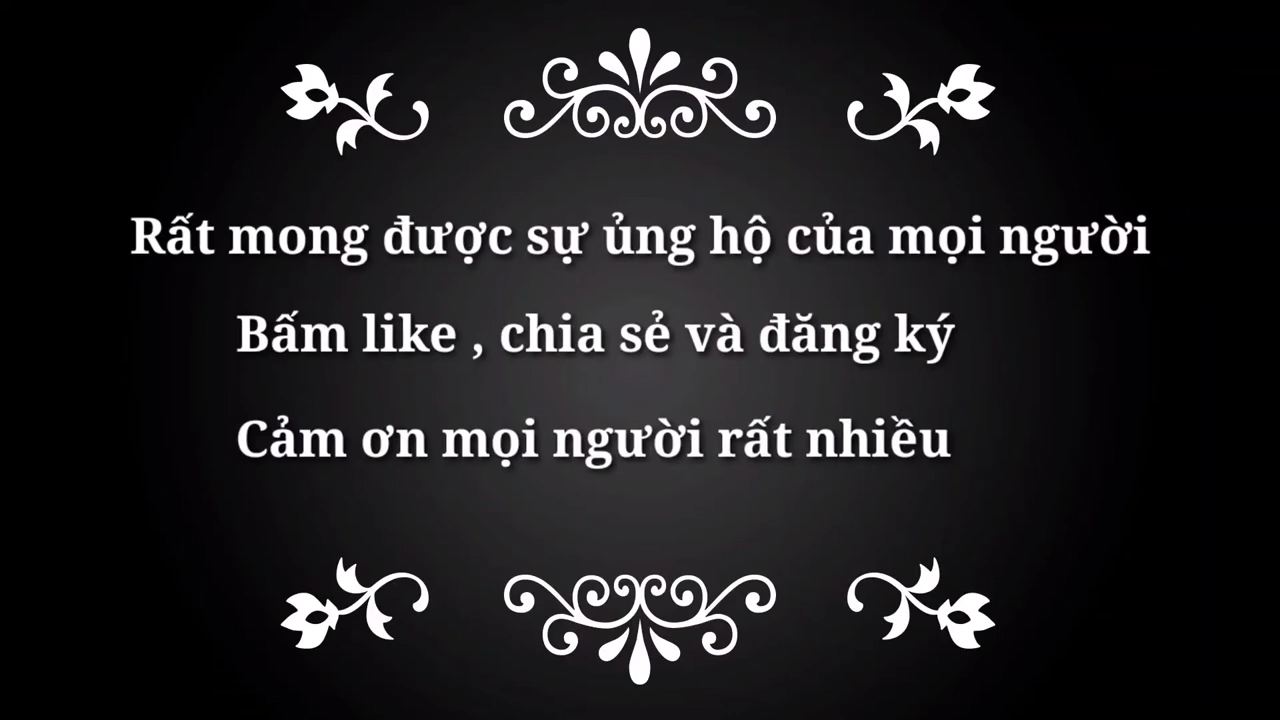 Rất mong được sự ủng hộ của mọi người
Bấm like , chia sẻ và đăng ký
Cảm ơn mọi người rất nhiều